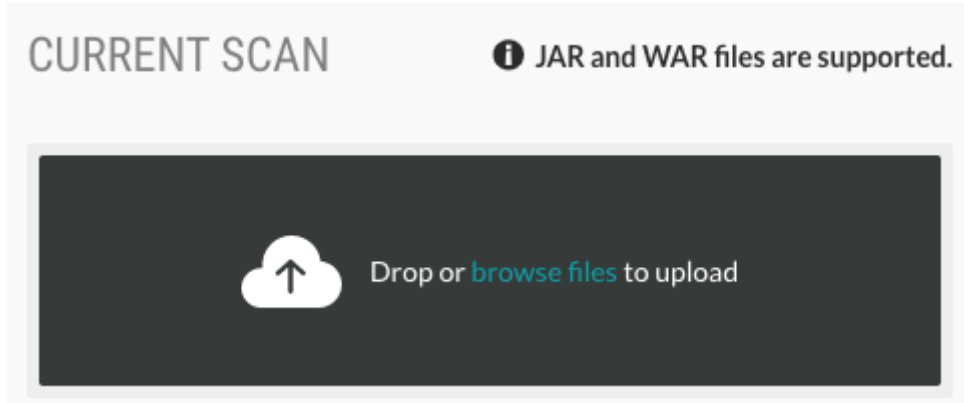 CURRENT SCAN
JAR and WAR files are supported.
Drop or browse files to upload